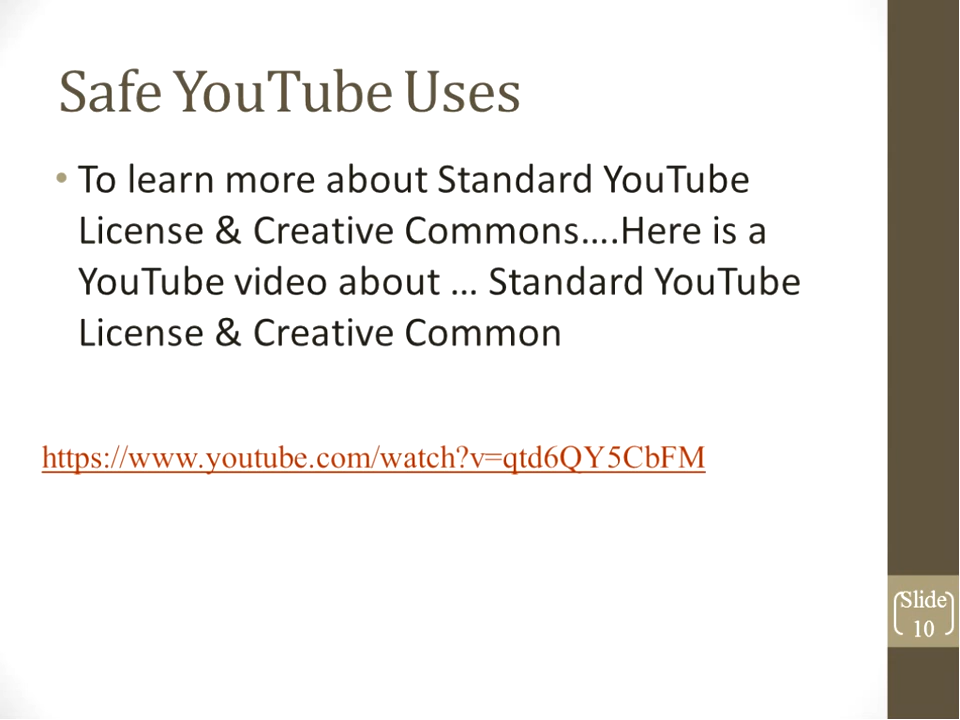 Safe YouTube Uses
• To learn more about Standard YouTube
License & Creative Commons….Here is a
YouTube video about … Standard YouTube
License & Creative Common
https://www.youtube.com/watch?v=qtd6QY5CbFM
Slide
10